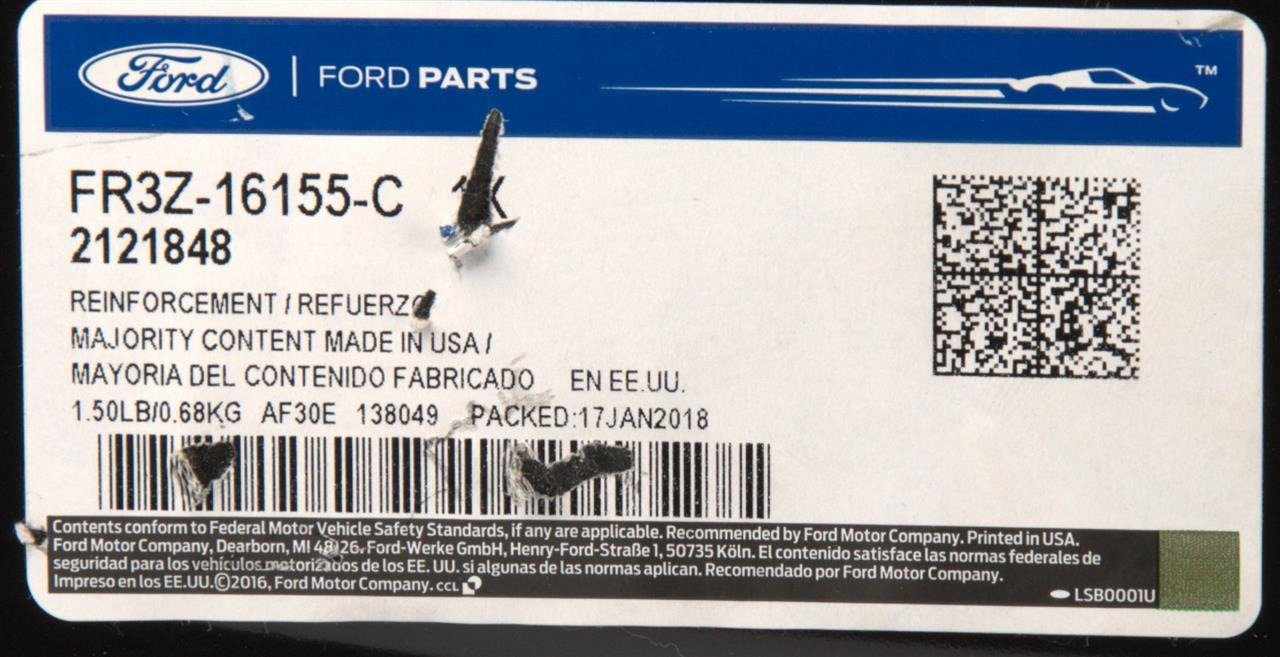 Ford | FORD PARTS ™
FR3Z-16155-C
2121848
REINFORCEMENT / REFUERZO
MAJORITY CONTENT MADE IN USA /
MAYORIA DEL CONTENIDO FABRICADO EN EE.UU.
1.50LB/0.68KG AF30E 138049 PACKED:17JAN2018
Contents conform to Federal Motor Vehicle Safety Standards, if any are applicable. Recommended by Ford Motor Company. Printed in USA.
Ford Motor Company, Dearborn, MI 48126. Ford-Werke GmbH, Henry-Ford-Straße 1, 50735 Köln. El contenido satisface las normas federales de
seguridad para los vehículos motorizados de los EE. UU. si algunas de las normas aplican. Recomendado por Ford Motor Company.
Impreso en los EE.UU.©2016, Ford Motor Company. CCL
LSB0001U